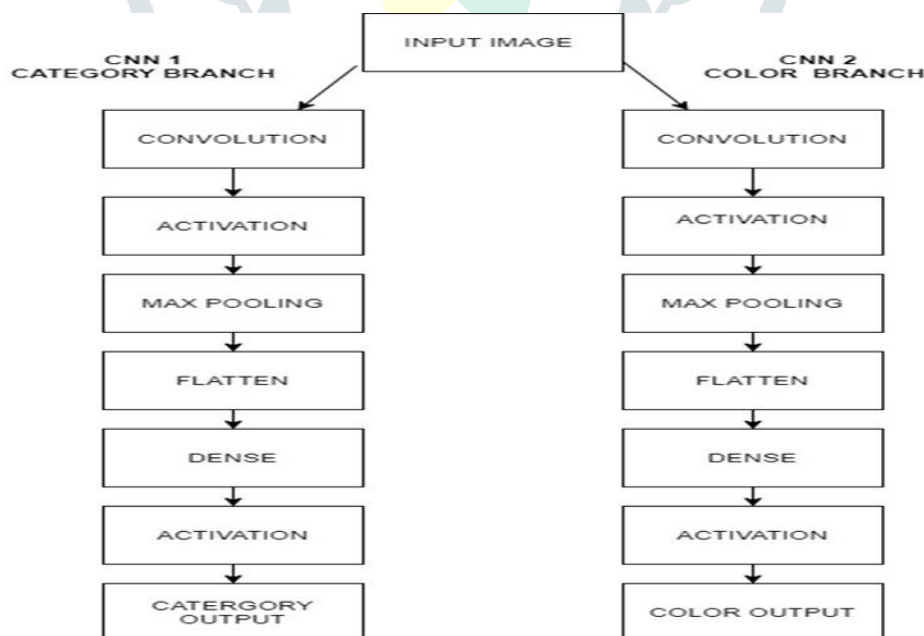 INPUT IMAGE
CNN 1
CATEGORY BRANCH
CONVOLUTION
ACTIVATION
MAX POOLING
FLATTEN
DENSE
ACTIVATION
CATERGORY
OUTPUT
CNN 2
COLOR BRANCH
CONVOLUTION
ACTIVATION
MAX POOLING
FLATTEN
DENSE
ACTIVATION
COLOR OUTPUT